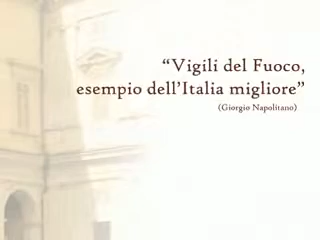 “Vigili del Fuoco,
esempio dell’Italia migliore”
(Giorgio Napolitano)